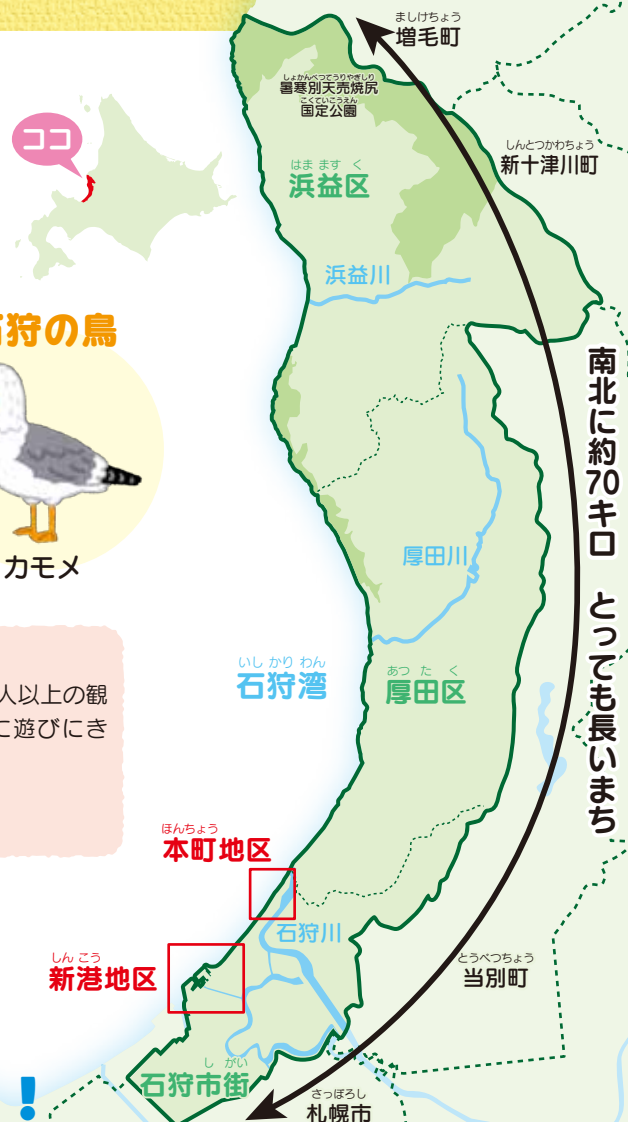 ましけちょう
増毛町
しょかんべつてうりやぎしり
暑寒別天売焼尻
こくていこうえん
国定公園
ココ
しんとつかわちょう
新十津川町
はま ます く
浜益区
浜益川
狩の鳥
カモメ
南北に約70キロ とっても長いまち
厚田川
いし かり わん
石狩湾
あつ た く
厚田区
人以上の観
に遊びにき
ほんちょう
本町地区
石狩川
しん こう
新港地区
とうべつちょう
当別町
し がい
石狩市街
!
さっぽろし
札幌市